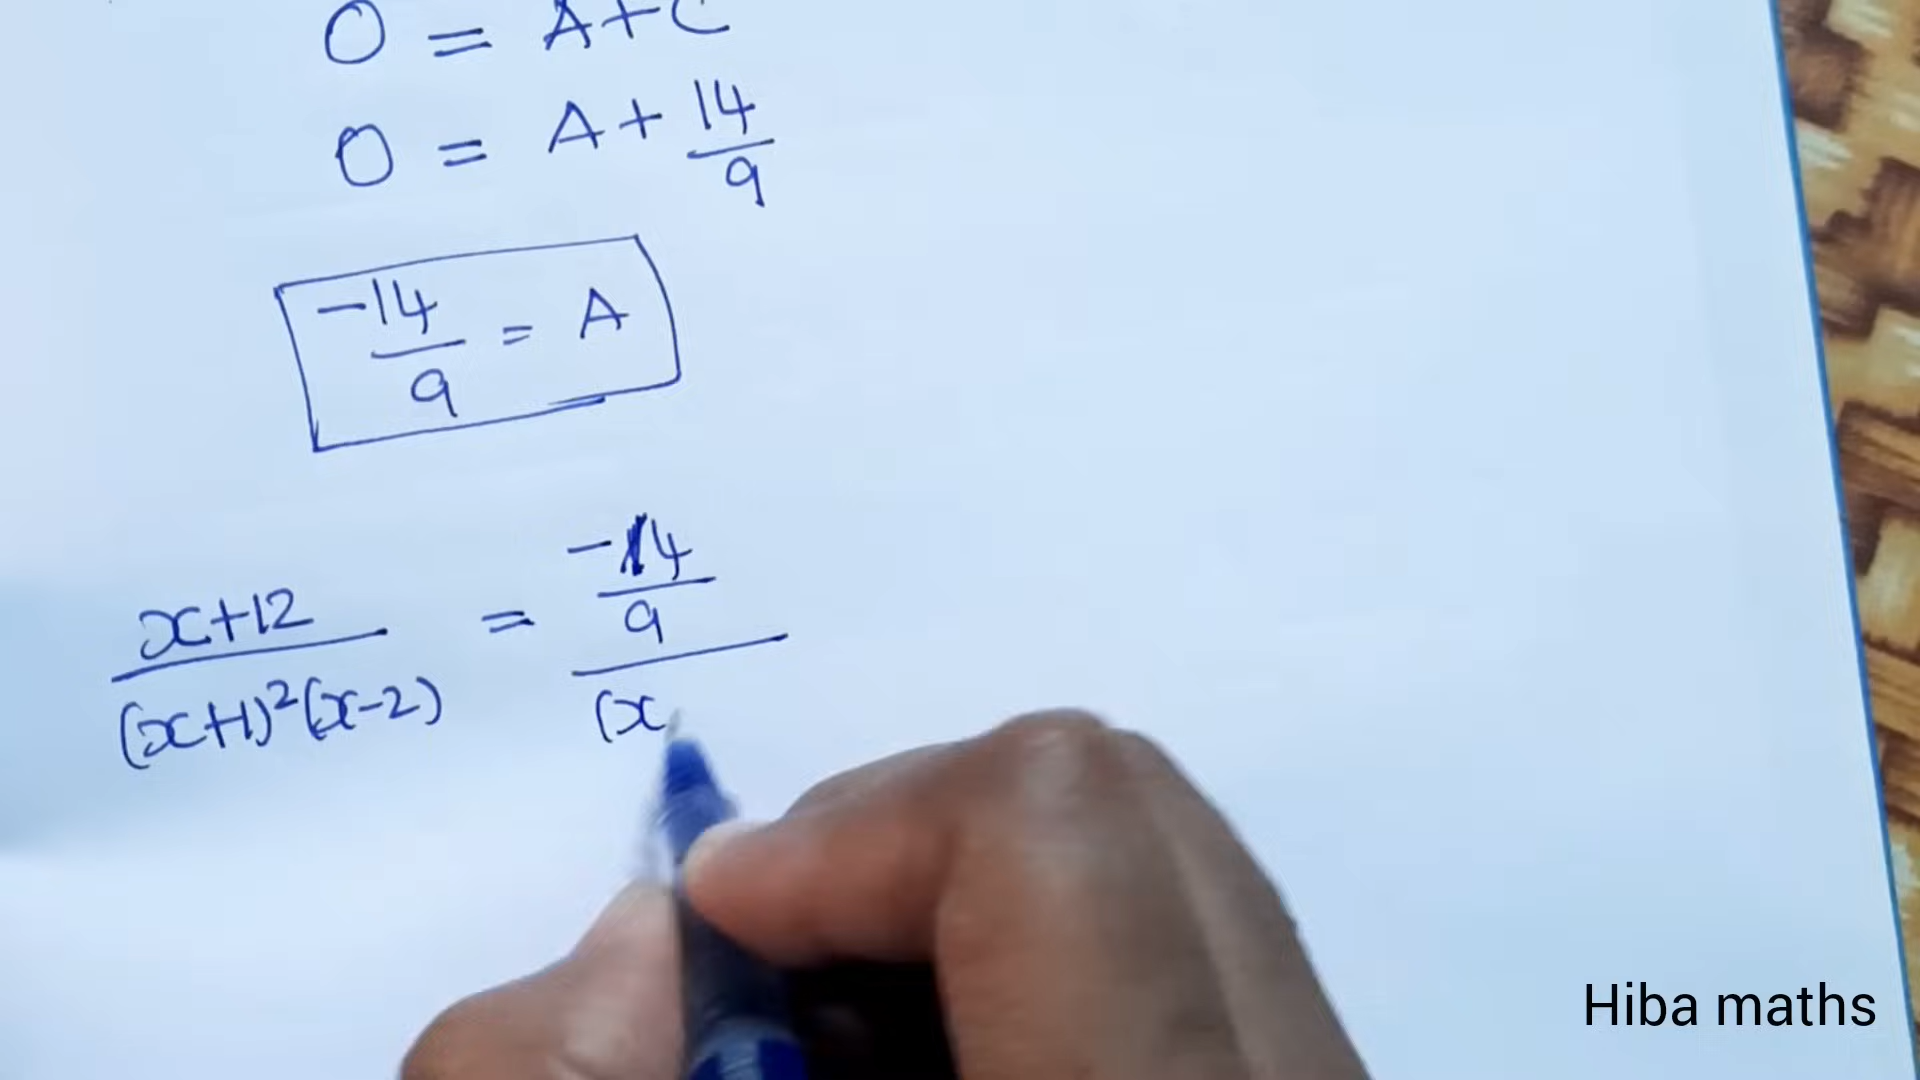 0 = A+C
0 = A + 14/9
-14/9 = A
x+12/(x+1)²(x-2) = -14/9/(x
Hiba maths